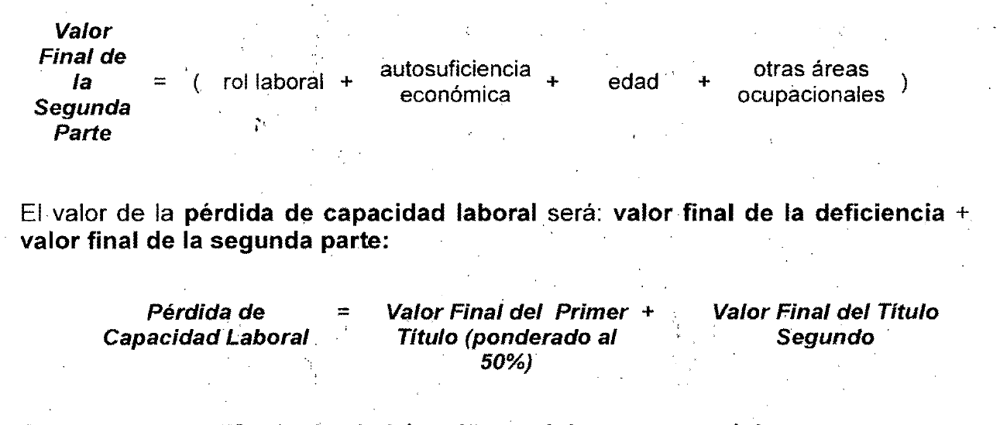 Valor
Final de
la
Segunda
Parte
= ( rol laboral + autosuficiencia económica + edad + otras áreas ocupacionales )
El valor de la pérdida de capacidad laboral será: valor final de la deficiencia +
valor final de la segunda parte:
Pérdida de = Valor Final del Primer + Valor Final del Título
Capacidad Laboral Título (ponderado al Segundo
50%)